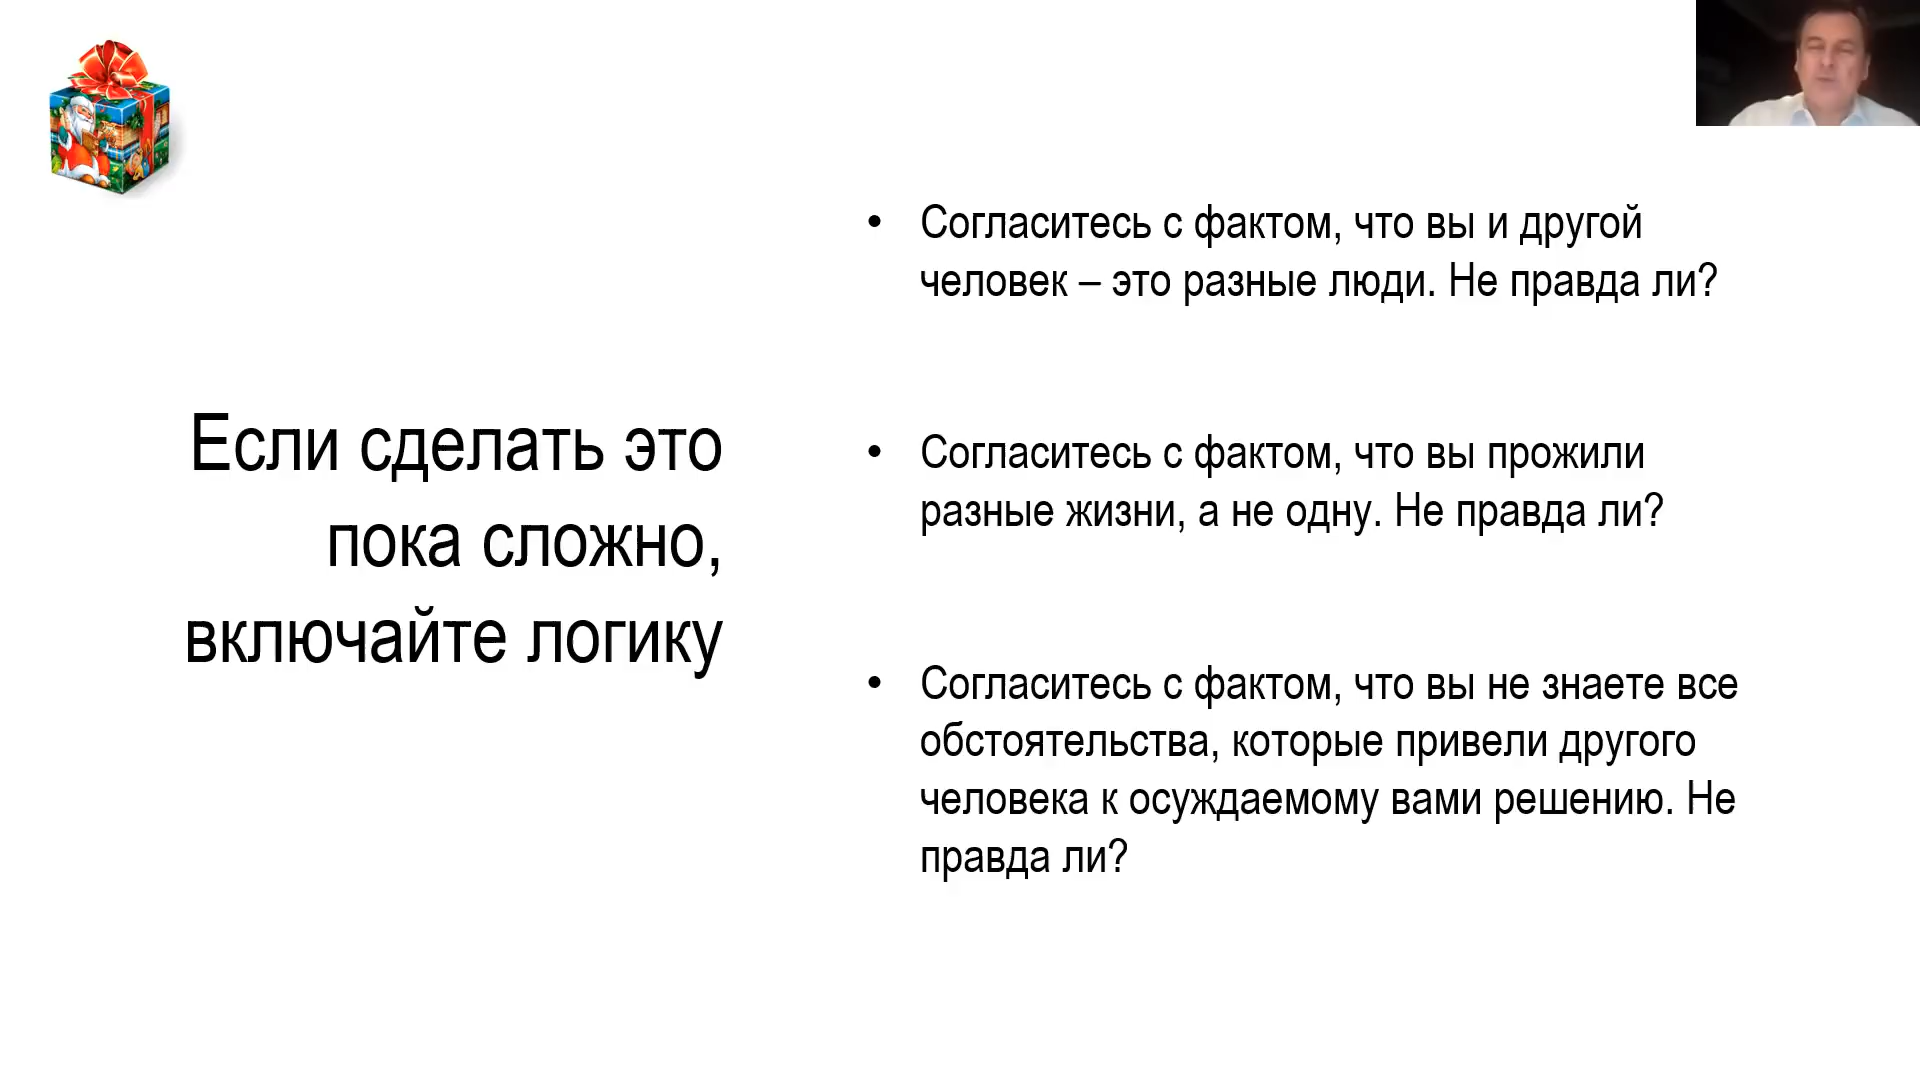 Если сделать это
пока сложно,
включайте логику
• Согласитесь с фактом, что вы и другой
человек – это разные люди. Не правда ли?
• Согласитесь с фактом, что вы прожили
разные жизни, а не одну. Не правда ли?
• Согласитесь с фактом, что вы не знаете все
обстоятельства, которые привели другого
человека к осуждаемому вами решению. Не
правда ли?